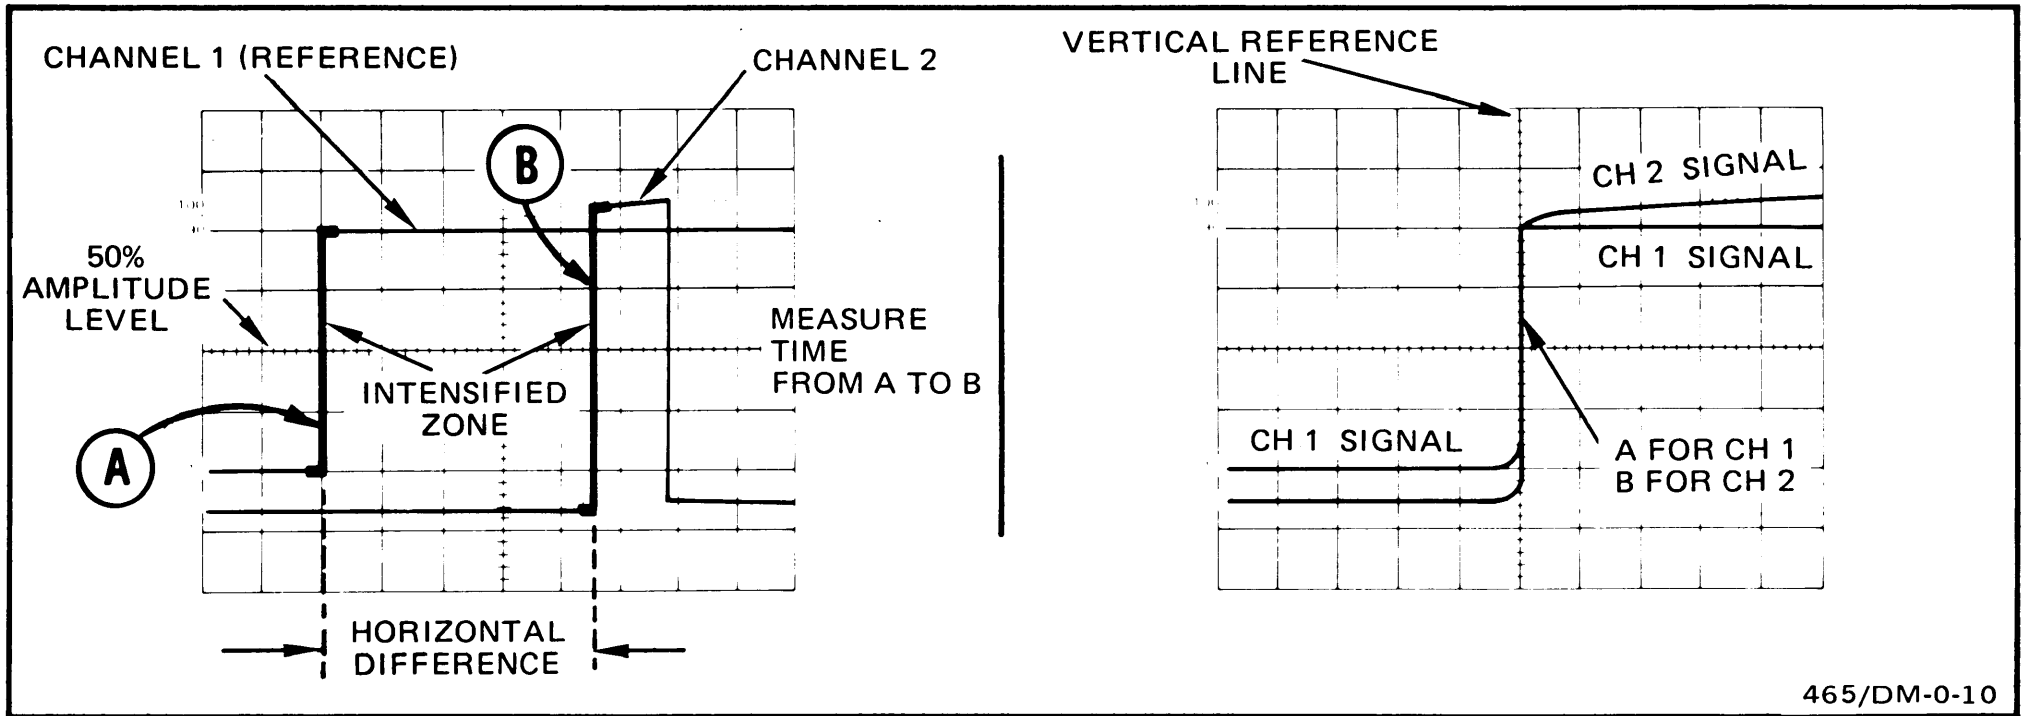 CHANNEL 1 (REFERENCE)
CHANNEL 2
B
50%
AMPLITUDE
LEVEL
INTENSIFIED
ZONE
MEASURE
TIME
FROM A TO B
A
HORIZONTAL
DIFFERENCE
VERTICAL REFERENCE
LINE
CH 2 SIGNAL
CH 1 SIGNAL
CH 1 SIGNAL
A FOR CH 1
B FOR CH 2
465/DM-0-10